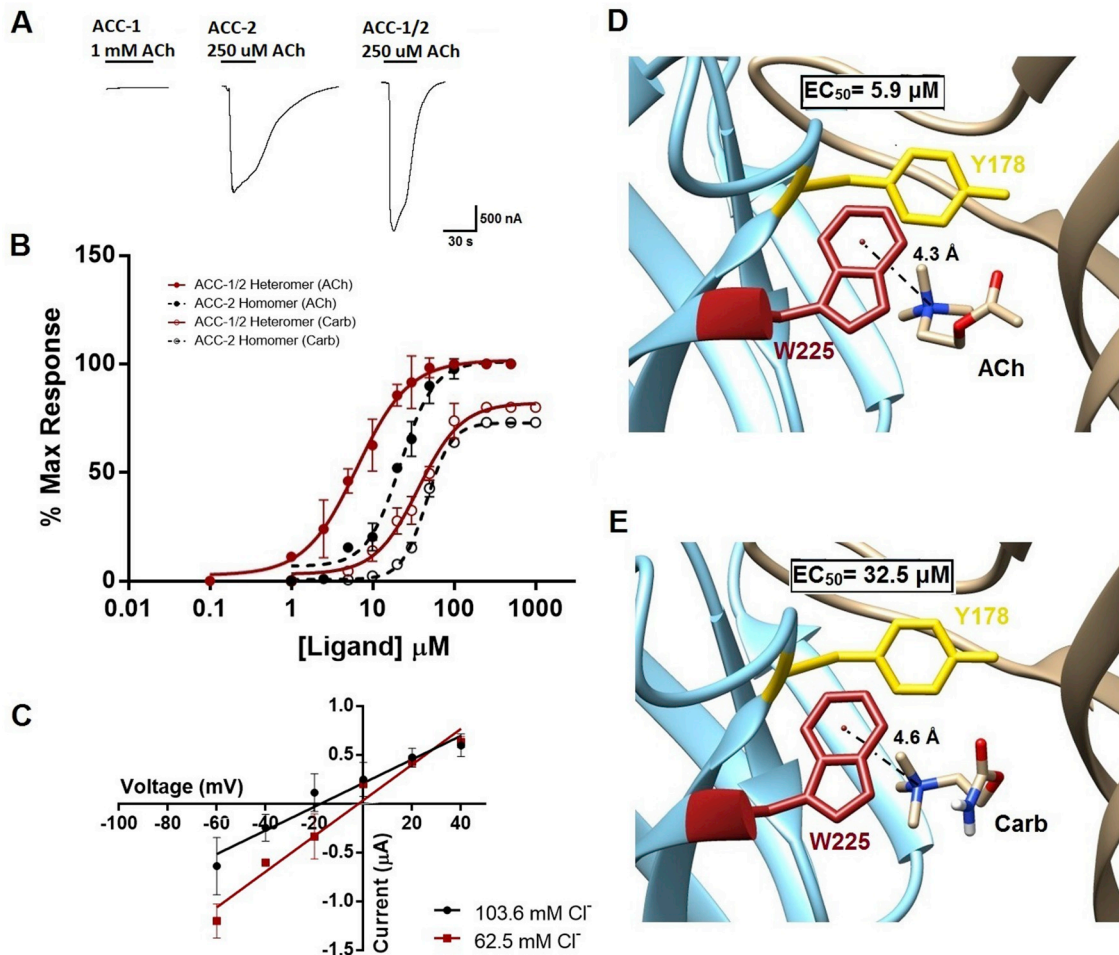 A
ACC-1
1 mM ACh
ACC-2
250 uM ACh
ACC-1/2
250 uM ACh
500 nA
30 s
B
150
100
50
0
% Max Response
ACC-1/2 Heteromer (ACh)
ACC-2 Homomer (ACh)
ACC-1/2 Heteromer (Carb)
ACC-2 Homomer (Carb)
0.01 0.1 1 10 100 1000
[Ligand] µM
C
1.0
0.5
-0.5
-1.0
-1.5
Voltage (mV)
-100 -80 -60 -40 -20 0 20 40
Current (µA)
103.6 mM Cl⁻
62.5 mM Cl⁻
D
EC₅₀= 5.9 µM
Y178
4.3 Å
W225
ACh
E
EC₅₀= 32.5 µM
Y178
4.6 Å
W225
Carb